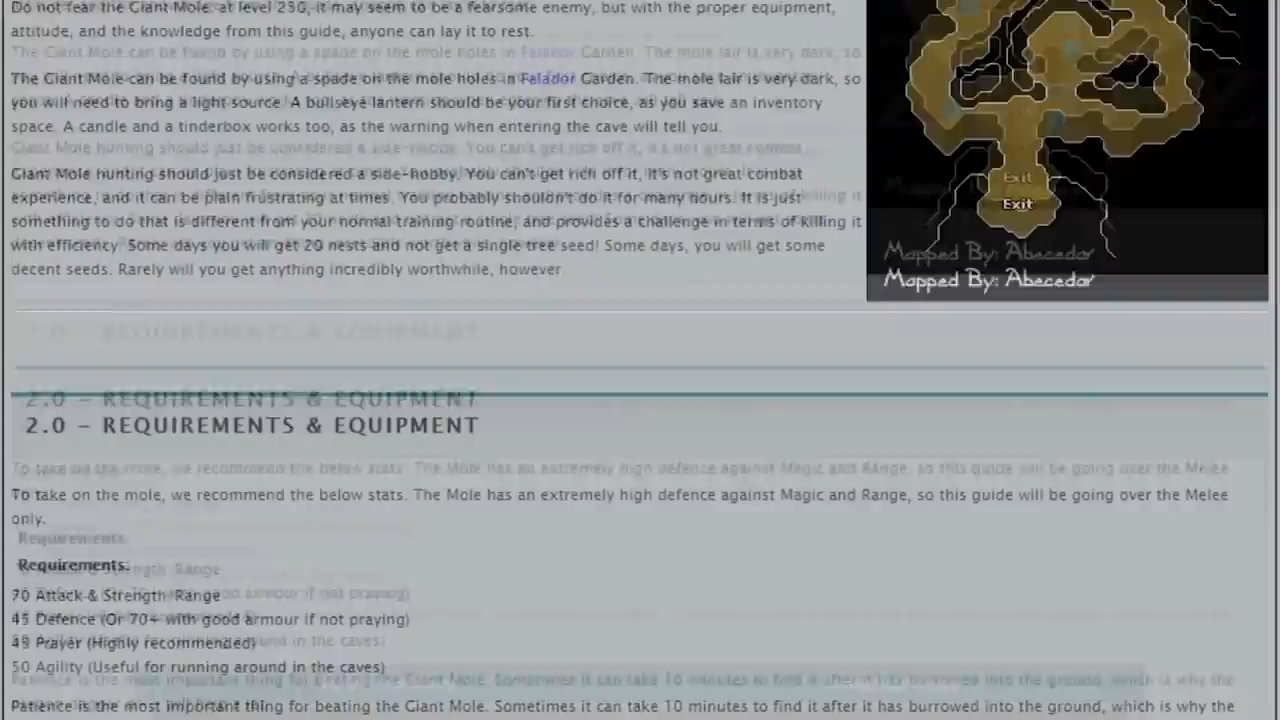 Do not fear the Giant Mole, at level 230, it may seem to be a fearsome enemy, but with the proper equipment,
attitude, and the knowledge from this guide, anyone can lay it to rest.
The Giant Mole can be found by using a spade on the mole holes in Falador Garden. The mole lair is very dark, so
you will need to bring a light source. A bullseye lantern should be your first choice, as you save an inventory
space. A candle and a tinderbox works too, as the warning when entering the cave will tell you.
Giant Mole hunting should just be considered a side-hobby. You can't get rich off it, it's not great combat
experience, and it can be plain frustrating at times. You probably shouldn't do it for many hours. It is just
something to do that is different from your normal training routine, and provides a challenge in terms of killing it
with efficiency. Some days you will get 20 nests and not get a single tree seed! Some days, you will get some
decent seeds. Rarely will you get anything incredibly worthwhile, however
Exit
Mapped By: Abecedar
2.0 - REQUIREMENTS & EQUIPMENT
To take on the mole, we recommend the below stats. The Mole has an extremely high defence against Magic and Range, so this guide will be going over the Melee
only.
Requirements:
70 Attack & Strength/Range
45 Defence (Or 70+ with good armour if not praying)
43 Prayer (Highly recommended)
50 Agility (Useful for running around in the caves)
Patience is the most important thing for beating the Giant Mole. Sometimes it can take 10 minutes to find it after it has burrowed into the ground, which is why the